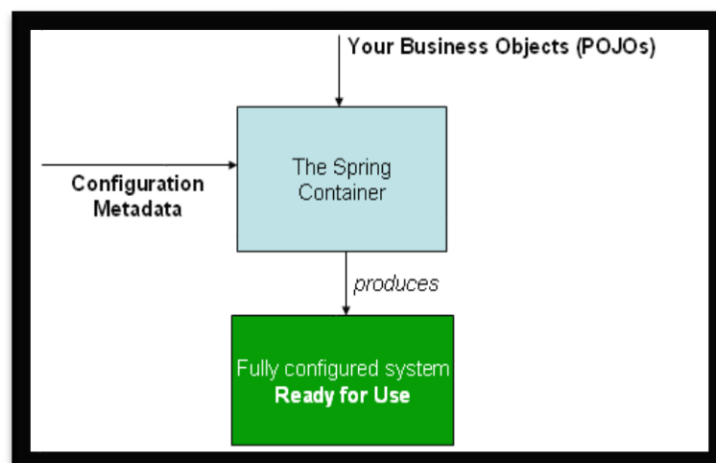 Your Business Objects (POJOs)
The Spring
Container
Configuration
Metadata
produces
Fully configured system
Ready for Use